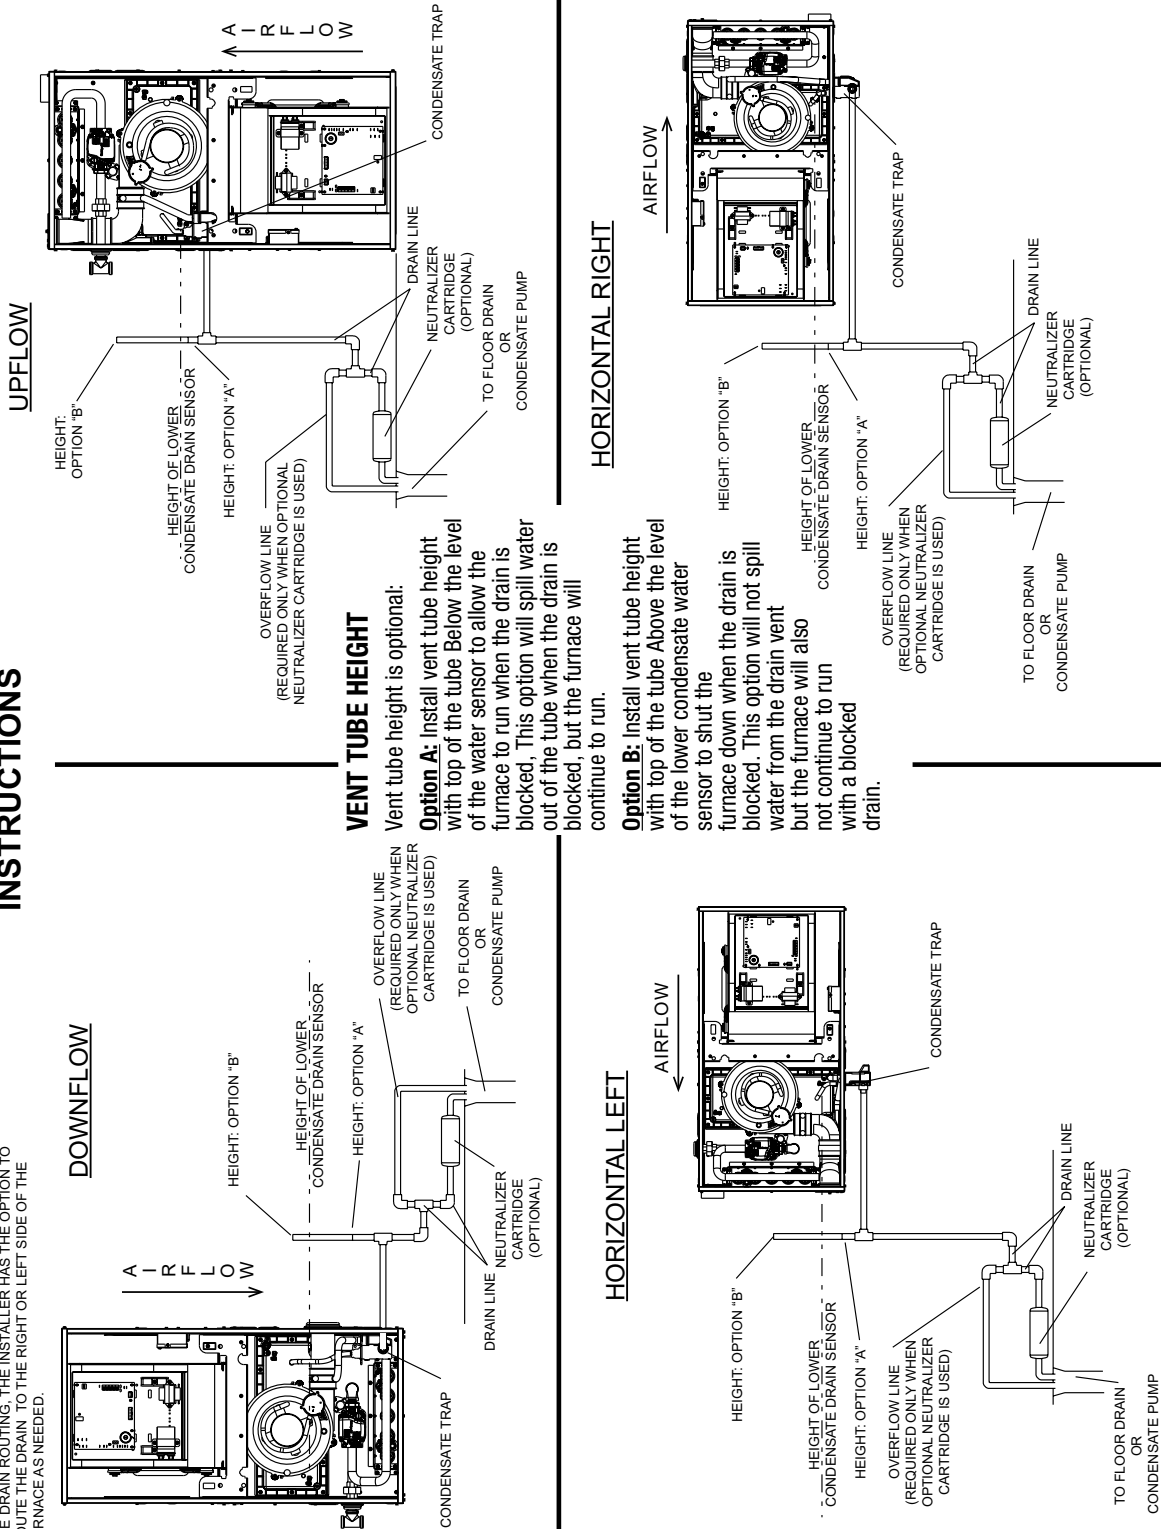 INSTRUCTIONS
E DRAIN ROUTING, THE INSTALLER HAS THE OPTION TO
UTE THE DRAIN TO THE RIGHT OR LEFT SIDE OF THE
RNACE AS NEEDED.
DOWNFLOW
AIRFLOW
HEIGHT: OPTION “B”
HEIGHT OF LOWER
CONDENSATE DRAIN SENSOR
HEIGHT: OPTION “A”
OVERFLOW LINE
(REQUIRED ONLY WHEN
OPTIONAL NEUTRALIZER
CARTRIDGE IS USED)
TO FLOOR DRAIN
OR
CONDENSATE PUMP
NEUTRALIZER
CARTRIDGE
(OPTIONAL)
DRAIN LINE
CONDENSATE TRAP
UPFLOW
AIRFLOW
HEIGHT:
OPTION “B”
HEIGHT OF LOWER
CONDENSATE DRAIN SENSOR
HEIGHT: OPTION “A”
OVERFLOW LINE
(REQUIRED ONLY WHEN OPTIONAL
NEUTRALIZER CARTRIDGE IS USED)
CONDENSATE TRAP
DRAIN LINE
NEUTRALIZER
CARTRIDGE
(OPTIONAL)
TO FLOOR DRAIN
OR
CONDENSATE PUMP
VENT TUBE HEIGHT
Vent tube height is optional:
Option A: Install vent tube height
with top of the tube Below the level
of the water sensor to allow the
furnace to run when the drain is
blocked, This option will spill water
out of the tube when the drain is
blocked, but the furnace will
continue to run.
Option B: Install vent tube height
with top of the tube Above the level
of the lower condensate water
sensor to shut the
furnace down when the drain is
blocked. This option will not spill
water from the drain vent
but the furnace will also
not continue to run
with a blocked
drain.
HORIZONTAL LEFT
AIRFLOW
CONDENSATE TRAP
HEIGHT: OPTION “B”
HEIGHT OF LOWER
CONDENSATE DRAIN SENSOR
HEIGHT: OPTION “A”
OVERFLOW LINE
(REQUIRED ONLY WHEN
OPTIONAL NEUTRALIZER
CARTRIDGE IS USED)
DRAIN LINE
NEUTRALIZER
CARTRIDGE
(OPTIONAL)
TO FLOOR DRAIN
OR
CONDENSATE PUMP
HORIZONTAL RIGHT
AIRFLOW
CONDENSATE TRAP
HEIGHT: OPTION “B”
HEIGHT OF LOWER
CONDENSATE DRAIN SENSOR
HEIGHT: OPTION “A”
OVERFLOW LINE
(REQUIRED ONLY WHEN
OPTIONAL NEUTRALIZER
CARTRIDGE IS USED)
DRAIN LINE
NEUTRALIZER
CARTRIDGE
(OPTIONAL)
TO FLOOR DRAIN
OR
CONDENSATE PUMP